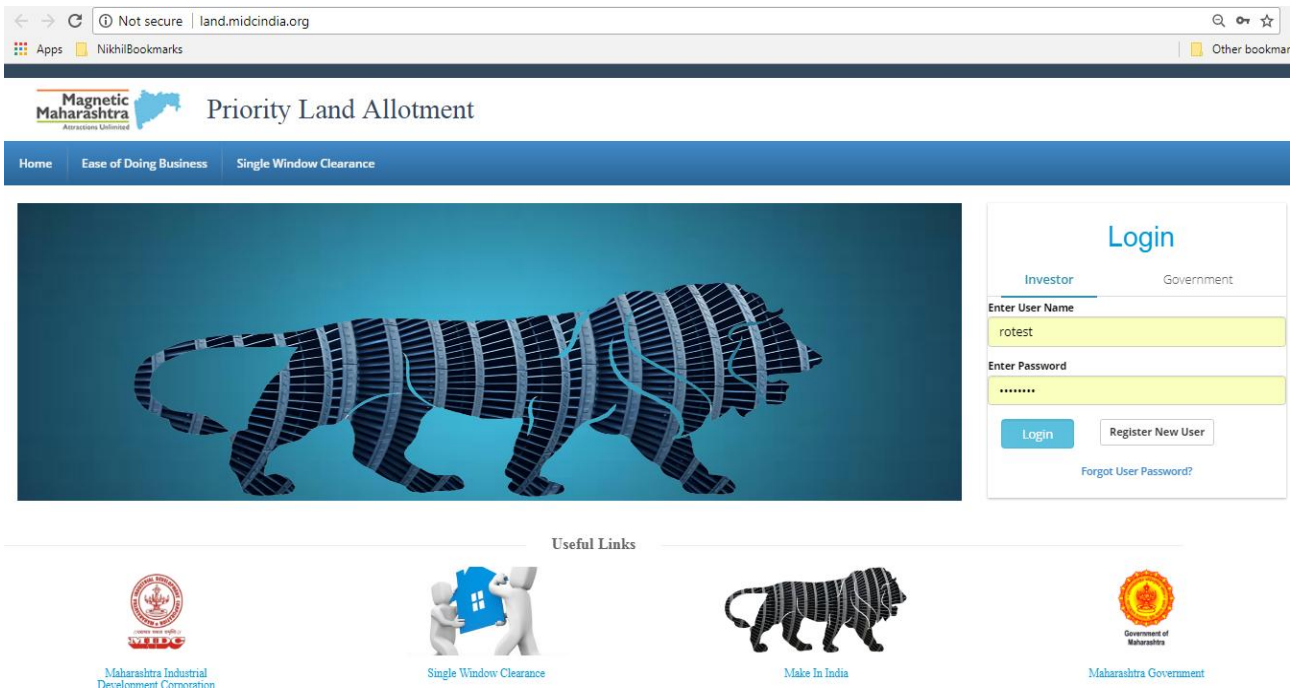 Not secure | land.midcindia.org
Apps NikhilBookmarks Other bookmar
Magnetic
Maharashtra
Attractions Unlimited
Priority Land Allotment
Home Ease of Doing Business Single Window Clearance
Login
Investor Government
Enter User Name
rotest
Enter Password
••••••••
Login Register New User
Forgot User Password?
Useful Links
MIDC
Government of
Maharashtra
Maharashtra Industrial
Development Corporation
Single Window Clearance
Make In India
Maharashtra Government